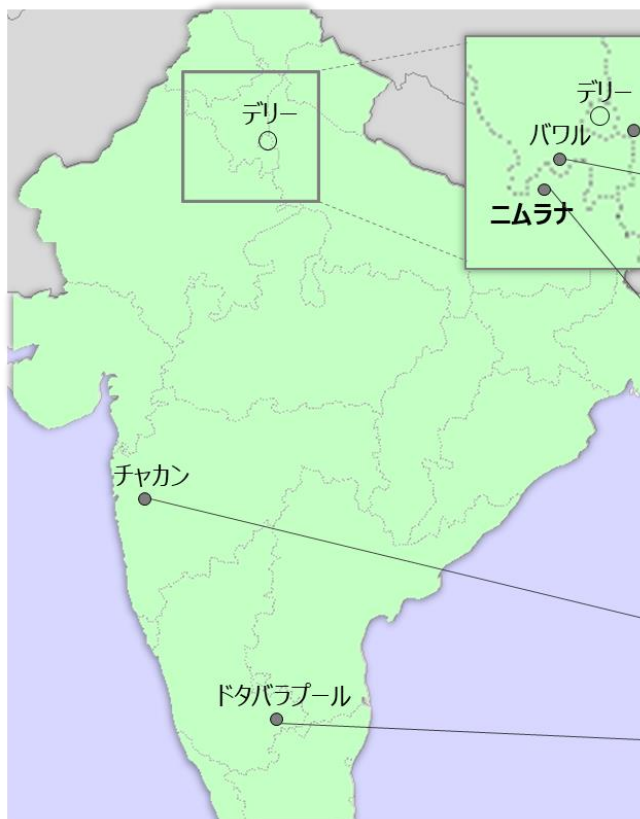 デリー
デリー
バワル
ニムラナ
チャカン
ドタバラプール